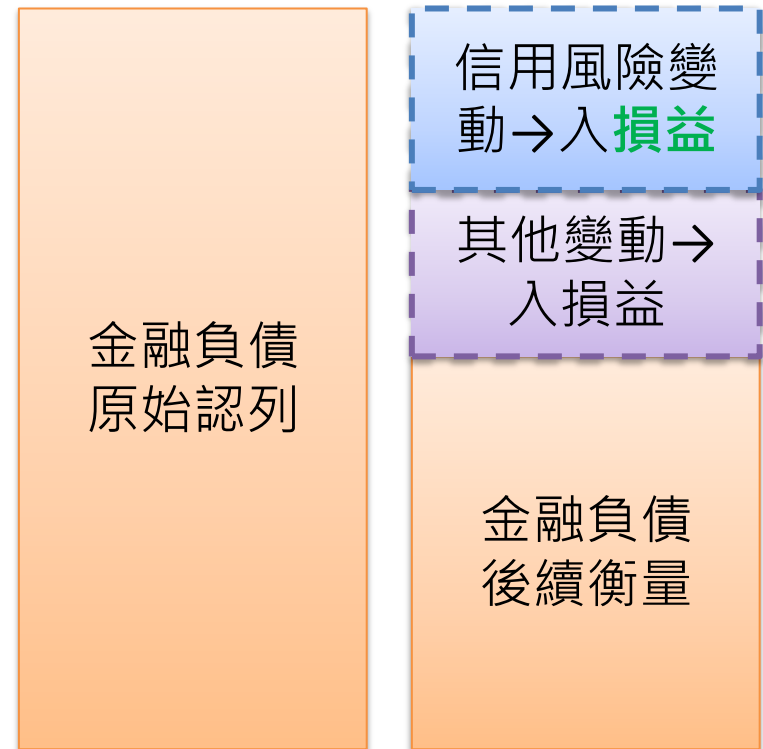 金融負債
原始認列
信用風險變
動→入損益
其他變動→
入損益
金融負債
後續衡量